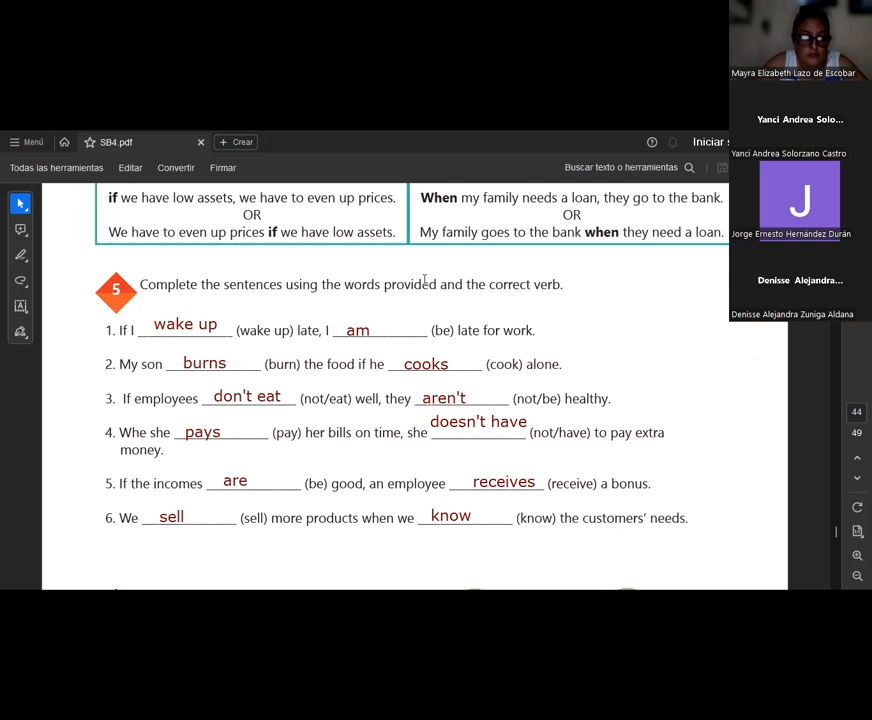 Mayra Elizabeth Lazo de Escobar
Yanci Andrea Solo...
Yanci Andrea Solorzano Castro
J
Jorge Ernesto Hernández Durán
Denisse Alejandra...
Denisse Alejandra Zuniga Aldana
Menú SB4.pdf Crear Iniciar
Todas las herramientas Editar Convertir Firmar Buscar texto o herramientas
if we have low assets, we have to even up prices.
OR
We have to even up prices if we have low assets.
When my family needs a loan, they go to the bank.
OR
My family goes to the bank when they need a loan.
5 Complete the sentences using the words provided and the correct verb.
1. If I wake up (wake up) late, I am (be) late for work.
2. My son burns (burn) the food if he cooks (cook) alone.
3. If employees don't eat (not/eat) well, they aren't (not/be) healthy.
4. Whe she pays (pay) her bills on time, she doesn't have (not/have) to pay extra
money.
5. If the incomes are (be) good, an employee receives (receive) a bonus.
6. We sell (sell) more products when we know (know) the customers' needs.
44
49